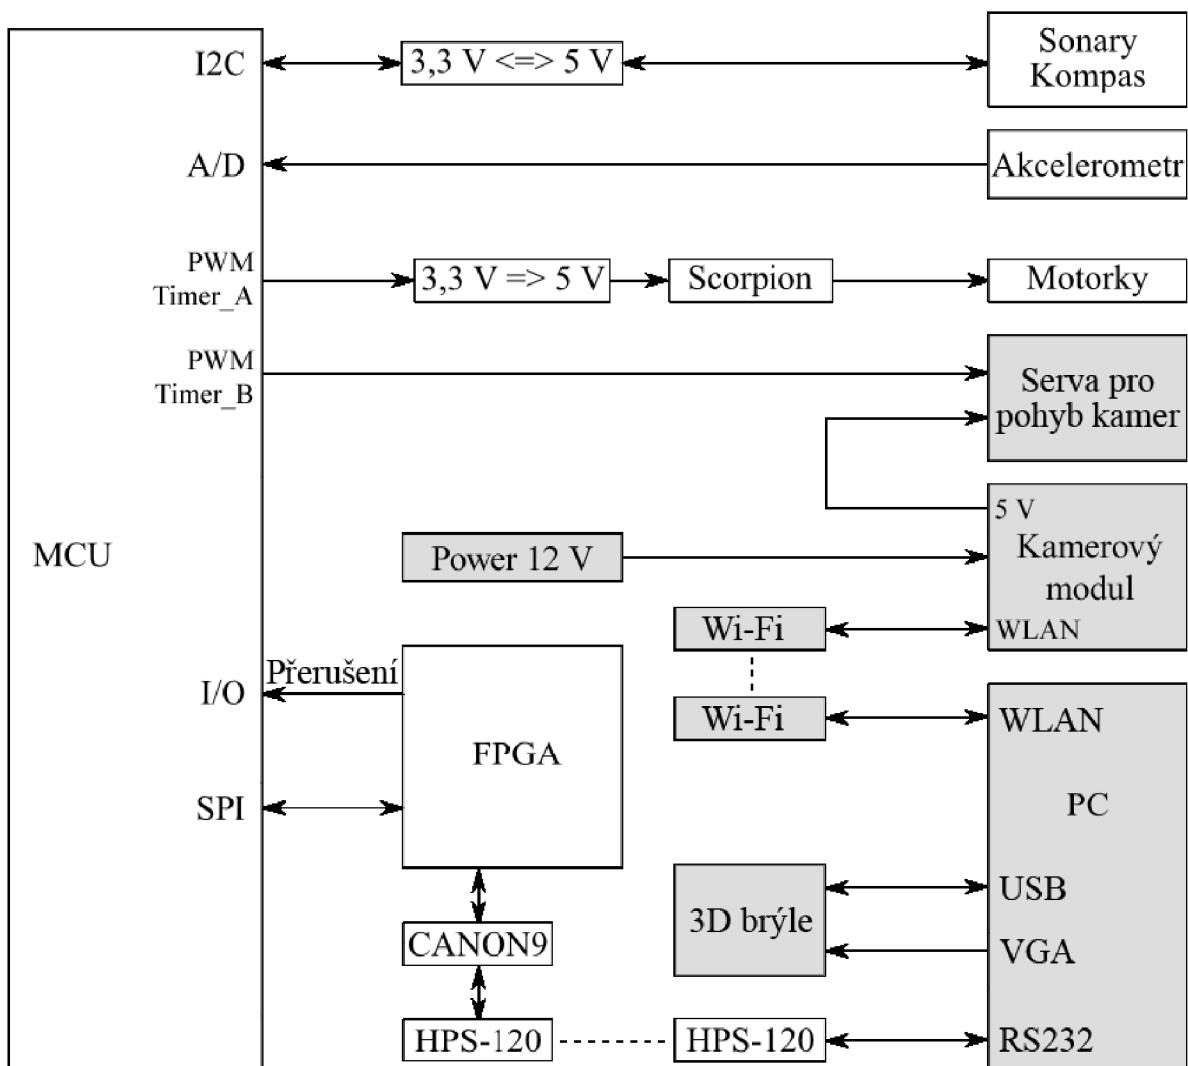 I2C
3,3 V <=> 5 V
Sonary
Kompas
A/D
Akcelerometr
PWM
Timer_A
3,3 V => 5 V
Scorpion
Motorky
PWM
Timer_B
Serva pro
pohyb kamer
5 V
MCU
Power 12 V
Kamerový
modul
Wi-Fi
WLAN
Přerušení
I/O
Wi-Fi
WLAN
FPGA
SPI
PC
3D brýle
USB
CANON9
VGA
HPS-120
HPS-120
RS232